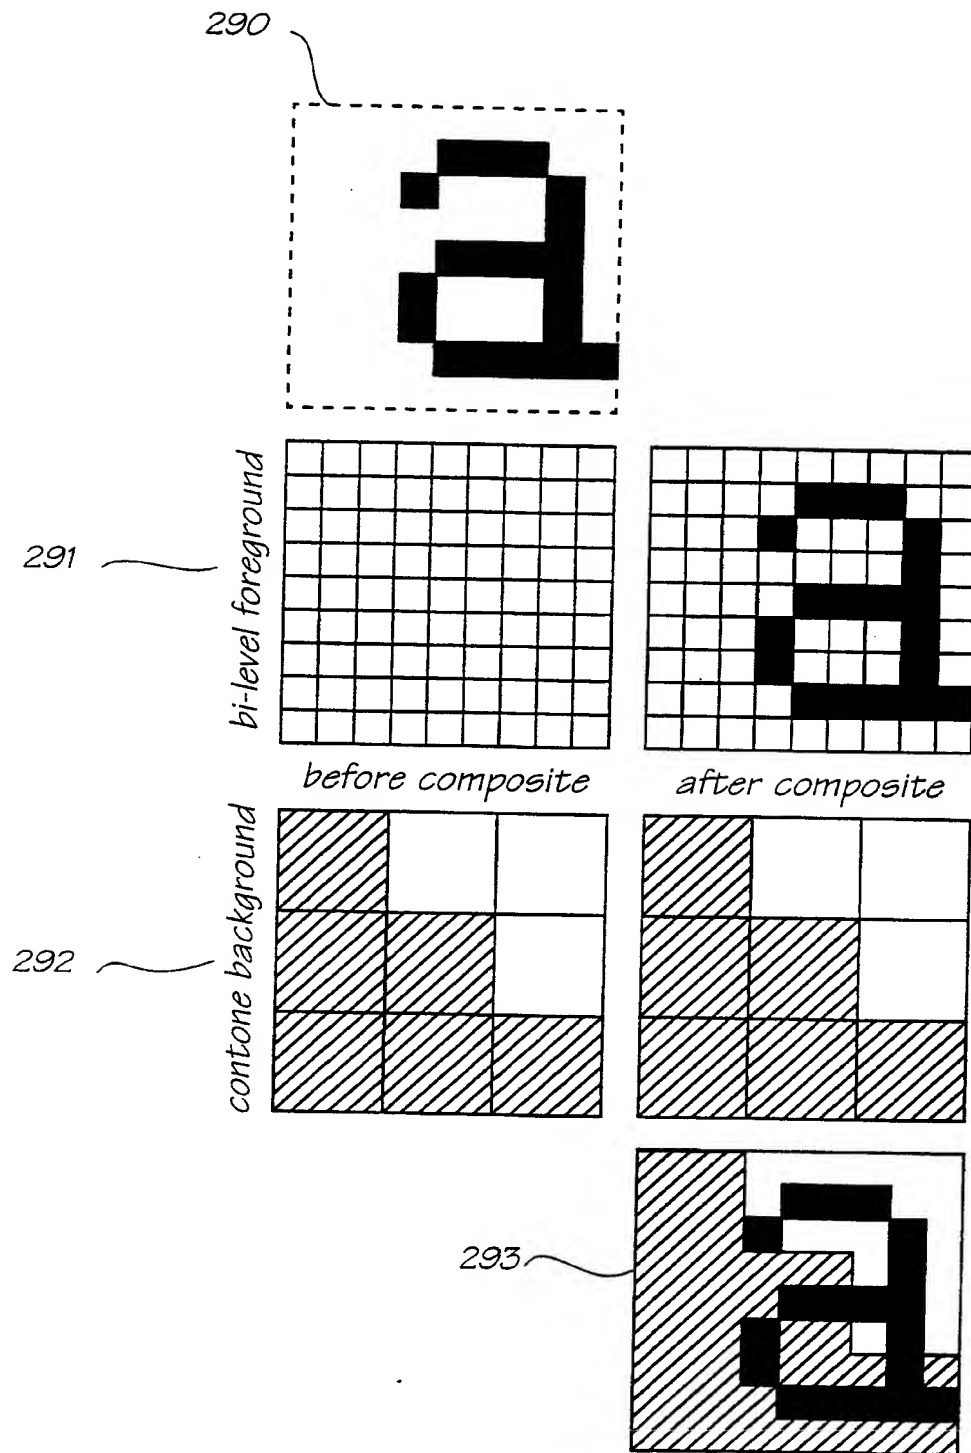 290
a
291
bi-level foreground
before composite
after composite
a
292
contone background
293
a